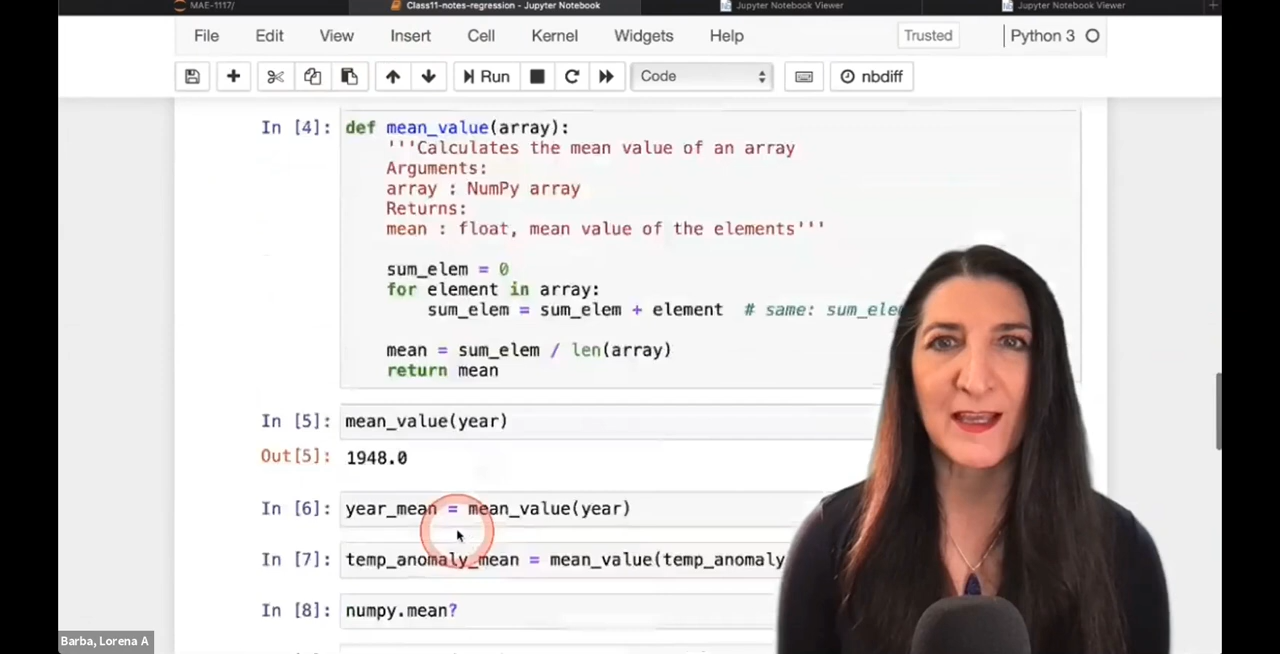 MAE-1117/
Class11-notes-regression - Jupyter Notebook
Jupyter Notebook Viewer
Jupyter Notebook Viewer
File Edit View Insert Cell Kernel Widgets Help Trusted Python 3
Run Code nbdiff
In [4]: def mean_value(array):
'''Calculates the mean value of an array
Arguments:
array : NumPy array
Returns:
mean : float, mean value of the elements'''
sum_elem = 0
for element in array:
sum_elem = sum_elem + element # same: sum_ele
mean = sum_elem / len(array)
return mean
In [5]: mean_value(year)
Out[5]: 1948.0
In [6]: year_mean = mean_value(year)
In [7]: temp_anomaly_mean = mean_value(temp_anomaly
In [8]: numpy.mean?
Barba, Lorena A